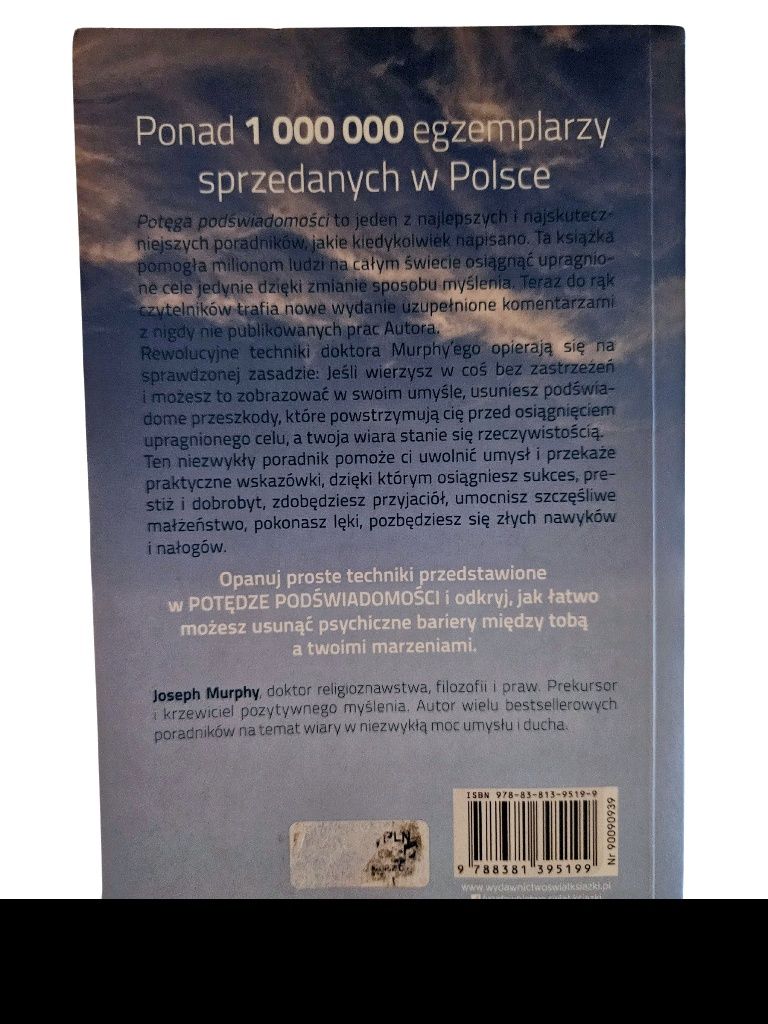 Ponad 1 000 000 egzemplarzy
sprzedanych w Polsce
Potęga podświadomości to jeden z najlepszych i najskutecz-
niejszych poradników, jakie kiedykolwiek napisano. Ta książka
pomogła milionom ludzi na całym świecie osiągnąć upragnio-
ne cele jedynie dzięki zmianie sposobu myślenia. Teraz do rąk
czytelników trafia nowe wydanie uzupełnione komentarzami
z nigdy nie publikowanych prac Autora.
Rewolucyjne techniki doktora Murphy'ego opierają się na
sprawdzonej zasadzie: Jeśli wierzysz w coś bez zastrzeżeń
i możesz to zobrazować w swoim umyśle, usuniesz podświa-
dome przeszkody, które powstrzymują cię przed osiągnięciem
upragnionego celu, a twoja wiara stanie się rzeczywistością.
Ten niezwykły poradnik pomoże ci uwolnić umysł i przekaże
praktyczne wskazówki, dzięki którym osiągniesz sukces, pre-
stiż i dobrobyt, zdobędziesz przyjaciół, umocnisz szczęśliwe
małżeństwo, pokonasz lęki, pozbędziesz się złych nawyków
i nałogów.
Opanuj proste techniki przedstawione
w POTĘDZE PODŚWIADOMOŚCI i odkryj, jak łatwo
możesz usunąć psychiczne bariery między tobą
a twoimi marzeniami.
Joseph Murphy, doktor religioznawstwa, filozofii i praw. Prekursor
i krzewiciel pozytywnego myślenia. Autor wielu bestsellerowych
poradników na temat wiary w niezwykłą moc umysłu i ducha.
ISBN 978-83-813-9519-9
9 788381 395199
Nr 90090939
PLN
www.wydawnictwoswiatksiazki.pl